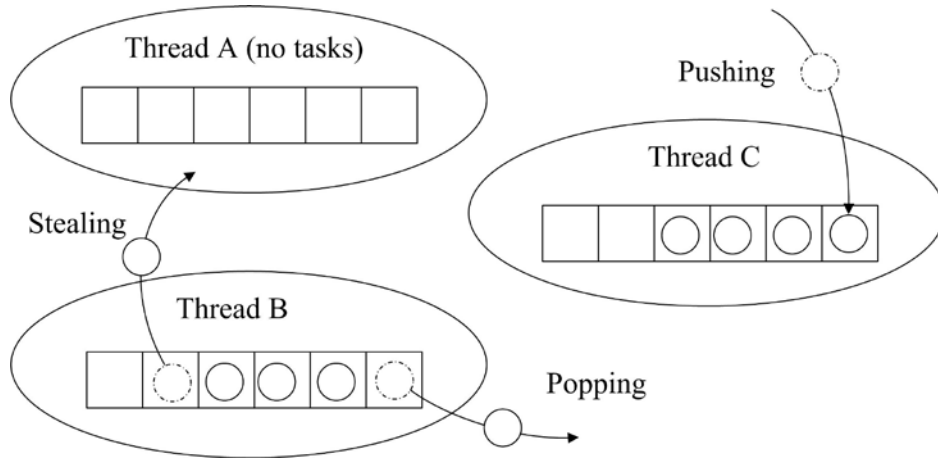 Thread A (no tasks)
Pushing
Thread C
Stealing
Thread B
Popping